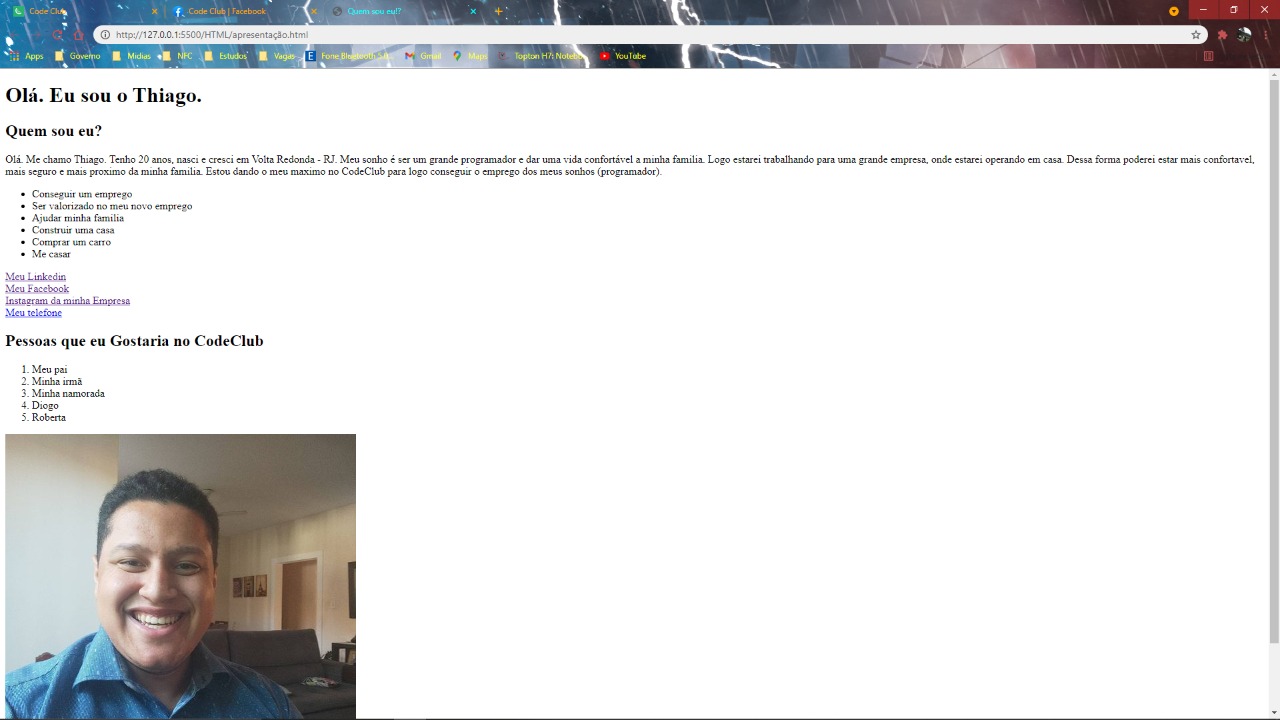 Code Club
Code Club | Facebook
Quem sou eu!?
http://127.0.0.1:5500/HTML/apresentação.html
Apps
Governo
Midias
NFC
Estudos
Vagas
Fone Bluetooth 5.0
Gmail
Maps
Topton H7: Notebo
YouTube
Olá. Eu sou o Thiago.
Quem sou eu?
Olá. Me chamo Thiago. Tenho 20 anos, nasci e cresci em Volta Redonda - RJ. Meu sonho é ser um grande programador e dar uma vida confortável a minha familia. Logo estarei trabalhando para uma grande empresa, onde estarei operando em casa. Dessa forma poderei estar mais confortavel,
mais seguro e mais proximo da minha familia. Estou dando o meu maximo no CodeClub para logo conseguir o emprego dos meus sonhos (programador).
• Conseguir um emprego
• Ser valorizado no meu novo emprego
• Ajudar minha familia
• Construir uma casa
• Comprar um carro
• Me casar
Meu Linkedin
Meu Facebook
Instagram da minha Empresa
Meu telefone
Pessoas que eu Gostaria no CodeClub
1. Meu pai
2. Minha irmã
3. Minha namorada
4. Diogo
5. Roberta